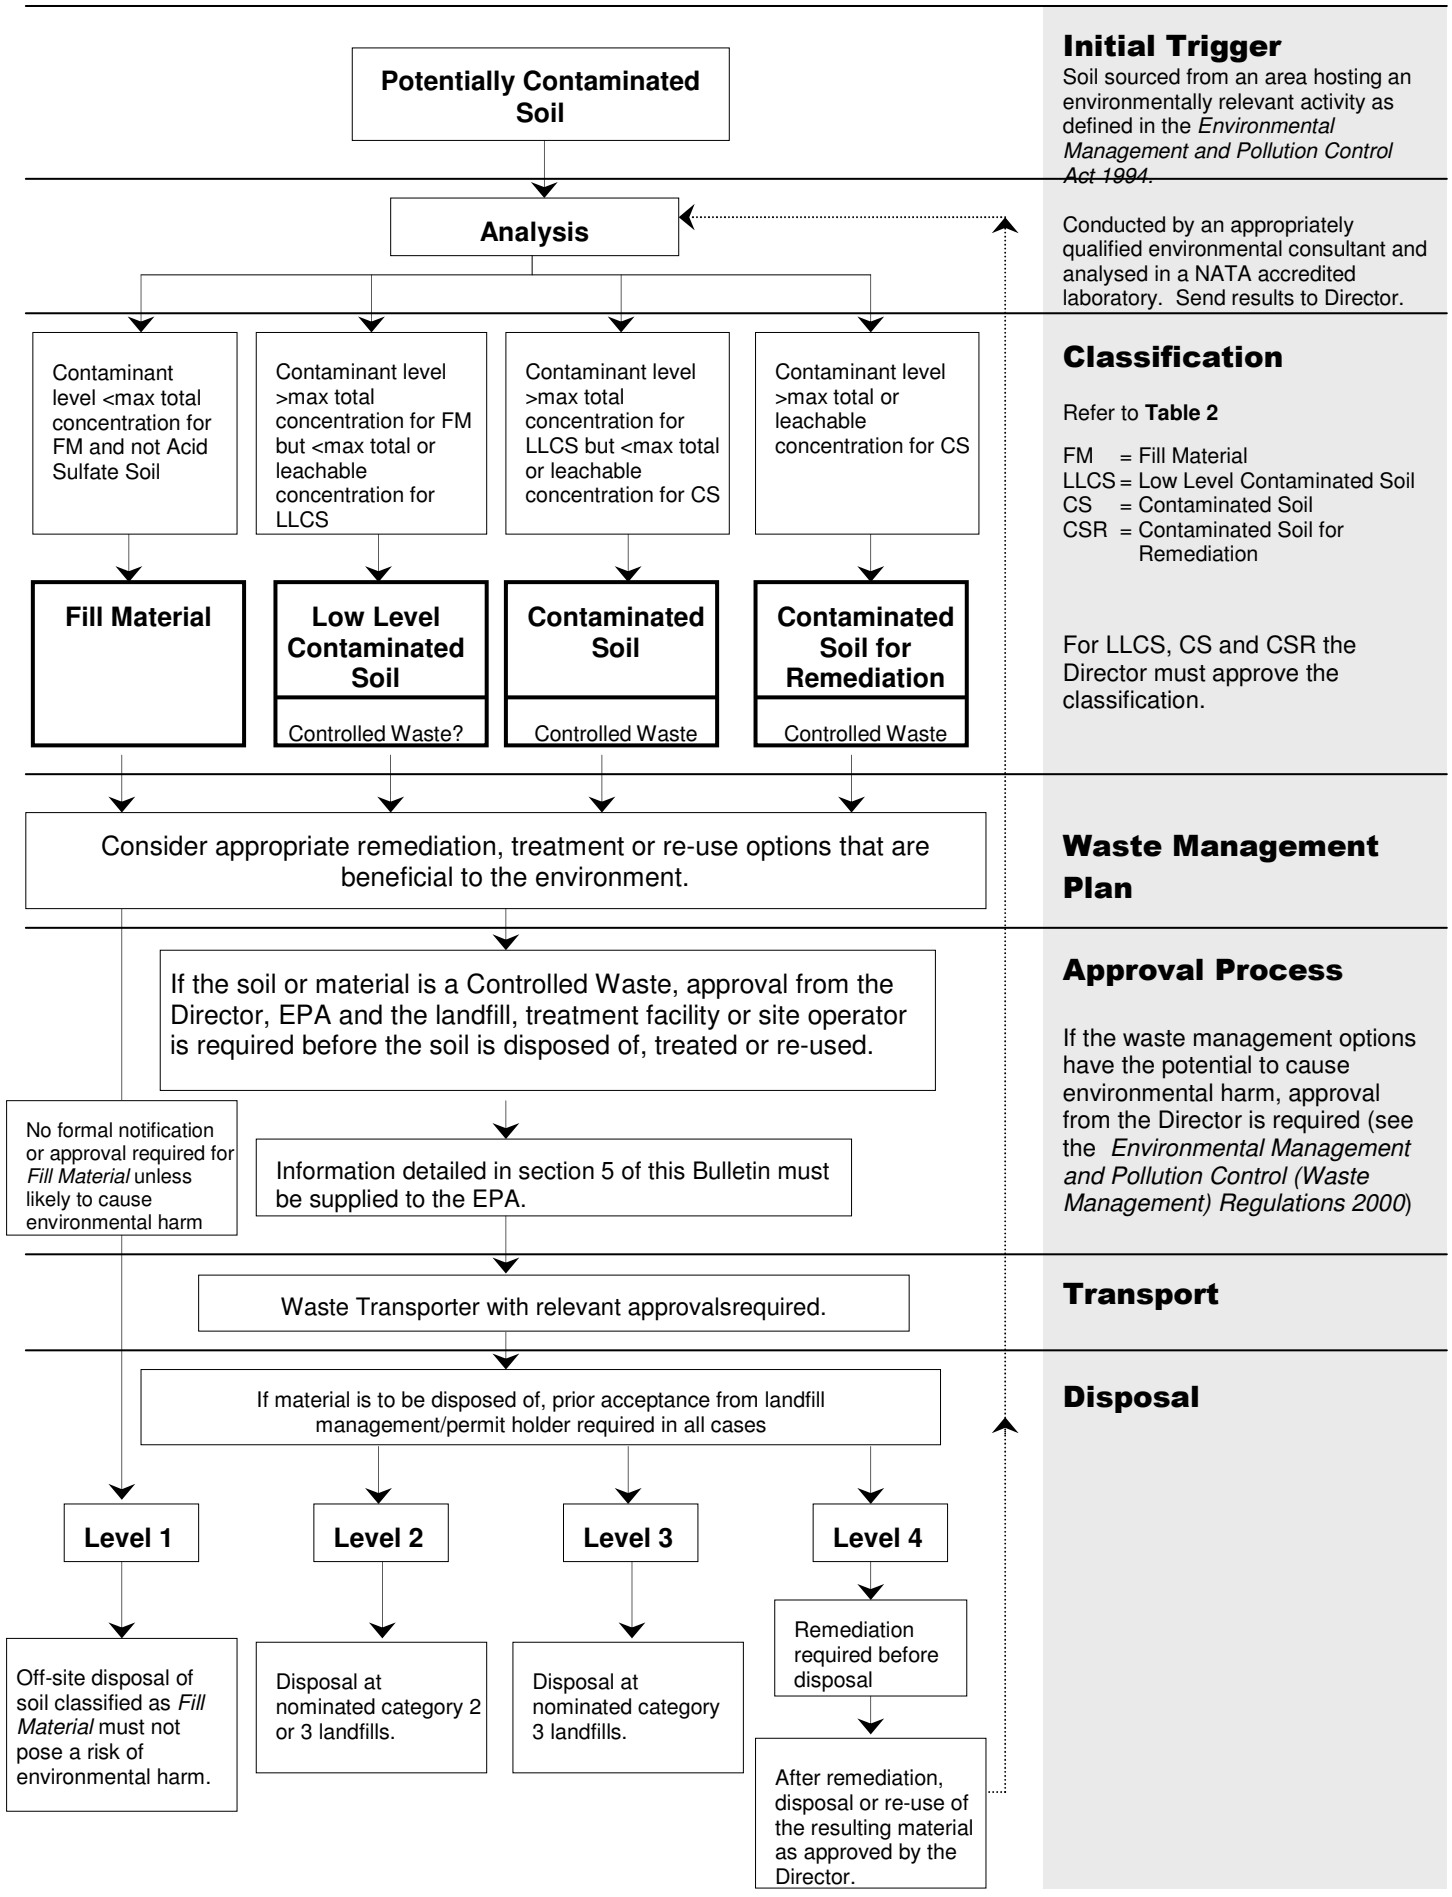 Potentially Contaminated
Soil
Initial Trigger
Soil sourced from an area hosting an
environmentally relevant activity as
defined in the Environmental
Management and Pollution Control
Act 1994.
Analysis
Conducted by an appropriately
qualified environmental consultant and
analysed in a NATA accredited
laboratory.  Send results to Director.
Contaminant
level <max total
concentration for
FM and not Acid
Sulfate Soil
Contaminant level
>max total
concentration for FM
but <max total or
leachable
concentration for
LLCS
Contaminant level
>max total
concentration for
LLCS but <max total
or leachable
concentration for CS
Contaminant level
>max total or
leachable
concentration for CS
Classification
Refer to Table 2
FM = Fill Material
LLCS = Low Level Contaminated Soil
CS = Contaminated Soil
CSR = Contaminated Soil for
Remediation
Fill Material
Low Level
Contaminated
Soil
Controlled Waste?
Contaminated
Soil
Controlled Waste
Contaminated
Soil for
Remediation
Controlled Waste
For LLCS, CS and CSR the
Director must approve the
classification.
Consider appropriate remediation, treatment or re-use options that are
beneficial to the environment.
Waste Management
Plan
If the soil or material is a Controlled Waste, approval from the
Director, EPA and the landfill, treatment facility or site operator
is required before the soil is disposed of, treated or re-used.
Approval Process
If the waste management options
have the potential to cause
environmental harm, approval
from the Director is required (see
the Environmental Management
and Pollution Control (Waste
Management) Regulations 2000)
No formal notification
or approval required for
Fill Material unless
likely to cause
environmental harm
Information detailed in section 5 of this Bulletin must
be supplied to the EPA.
Waste Transporter with relevant approvalsrequired.
Transport
If material is to be disposed of, prior acceptance from landfill
management/permit holder required in all cases
Disposal
Level 1
Level 2
Level 3
Level 4
Off-site disposal of
soil classified as Fill
Material must not
pose a risk of
environmental harm.
Disposal at
nominated category 2
or 3 landfills.
Disposal at
nominated category
3 landfills.
Remediation
required before
disposal
After remediation,
disposal or re-use of
the resulting material
as approved by the
Director.